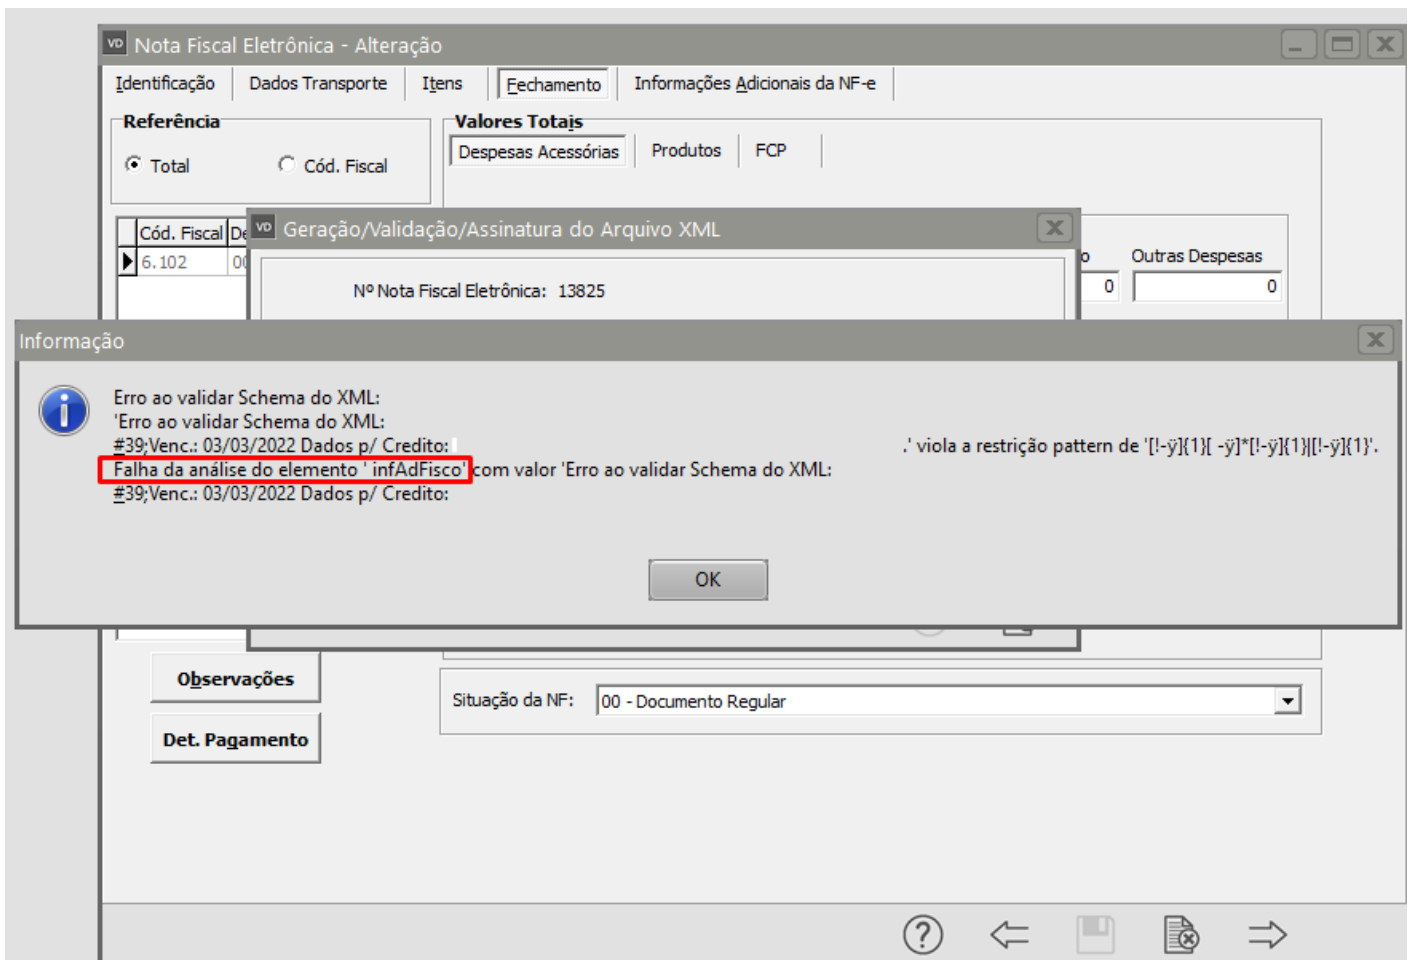 VD Nota Fiscal Eletrônica - Alteração
Identificação Dados Transporte Itens Fechamento Informações Adicionais da NF-e
Referência
Total Cód. Fiscal
Valores Totais
Despesas Acessórias Produtos FCP
Cód. Fiscal De
6.102 00
VD Geração/Validação/Assinatura do Arquivo XML
Nº Nota Fiscal Eletrônica: 13825
o Outras Despesas
0 0
Informação
Erro ao validar Schema do XML:
'Erro ao validar Schema do XML:
#39;Venc.: 03/03/2022 Dados p/ Credito: .' viola a restrição pattern de '[!-ÿ]{1}[ -ÿ]*[!-ÿ]{1}|[!-ÿ]{1}'.
Falha da análise do elemento ' infAdFisco' com valor 'Erro ao validar Schema do XML:
#39;Venc.: 03/03/2022 Dados p/ Credito:
OK
Observações
Det. Pagamento
Situação da NF: 00 - Documento Regular